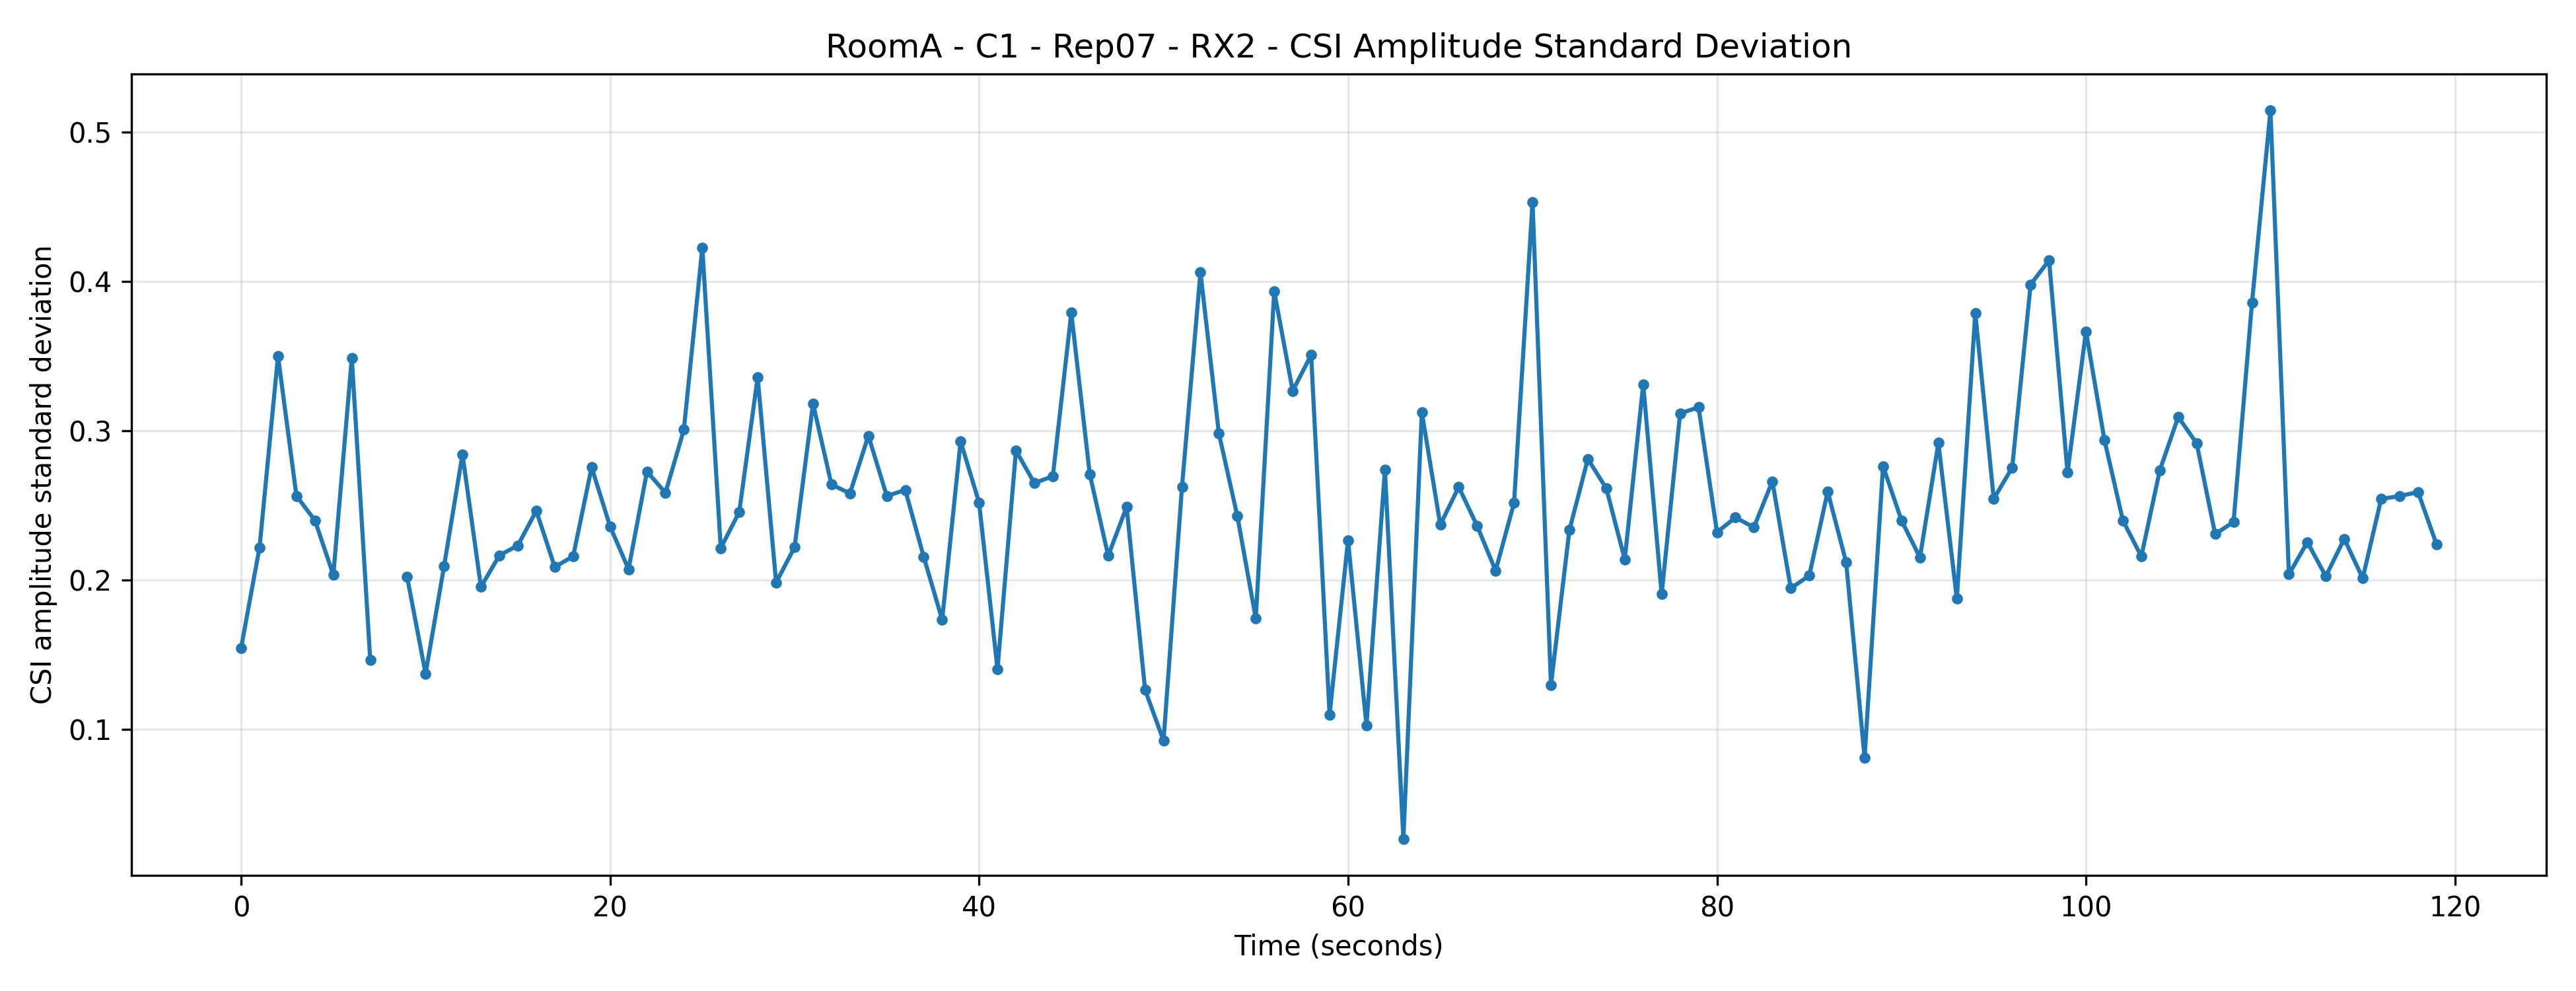 RoomA - C1 - Rep07 - RX2 - CSI Amplitude Standard Deviation
CSI amplitude standard deviation
0.5
0.4
0.3
0.2
0.1
0 20 40 60 80 100 120
Time (seconds)